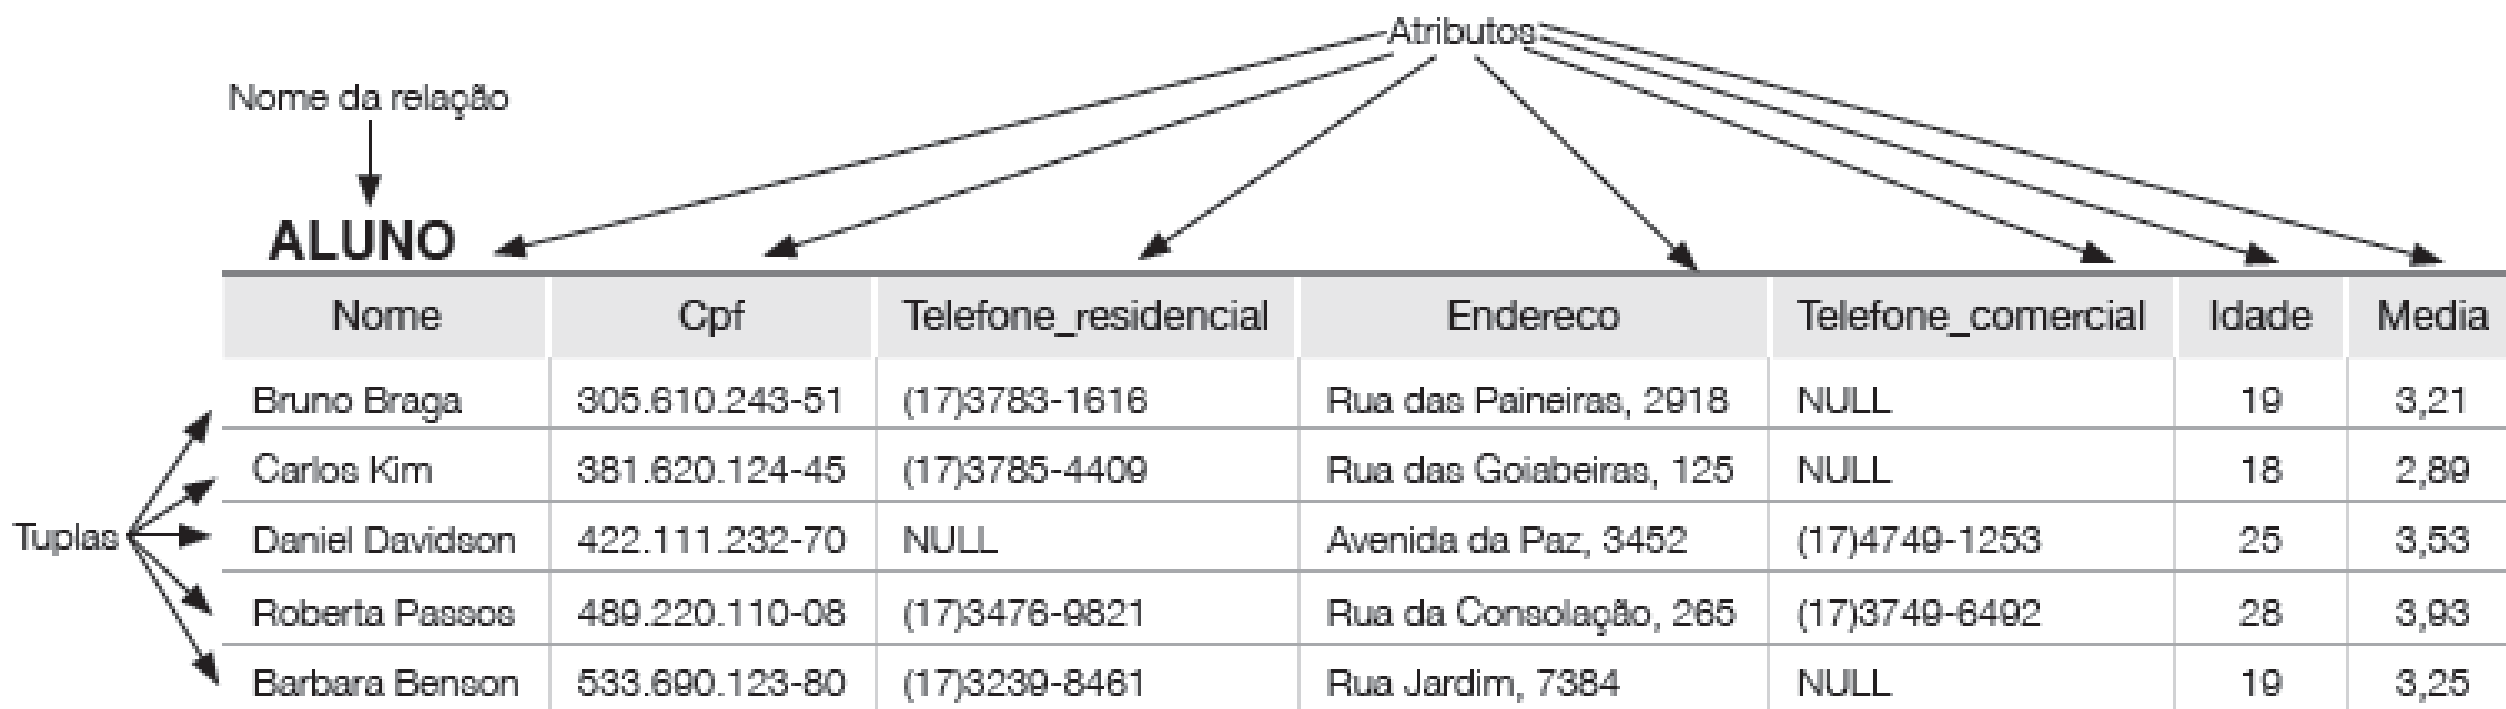 Atributos
Nome da relação
ALUNO
Nome Cpf Telefone_residencial Endereco Telefone_comercial Idade Media
Bruno Braga 305.610.243-51 (17)3783-1616 Rua das Paineiras, 2918 NULL 19 3,21
Carlos Kim 381.620.124-45 (17)3785-4409 Rua das Goiabeiras, 125 NULL 18 2,89
Tuplas Daniel Davidson 422.111.232-70 NULL Avenida da Paz, 3452 (17)4749-1253 25 3,53
Roberta Passos 489.220.110-08 (17)3476-9821 Rua da Consolação, 265 (17)3749-6492 28 3,93
Barbara Benson 533.690.123-80 (17)3239-8461 Rua Jardim, 7384 NULL 19 3,25